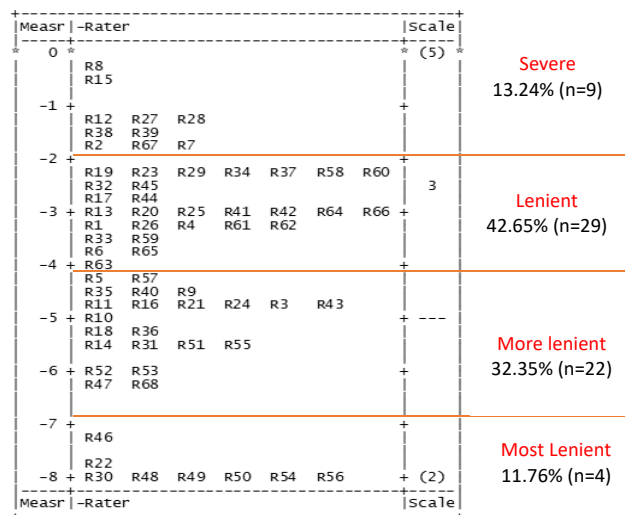 +Measr|-Rater |Scale|
* 0 * * (5) *
R8
R15
Severe
13.24% (n=9)
-1 + +
R12 R27 R28
R38 R39
R2 R67 R7
-2 + +
R19 R23 R29 R34 R37 R58 R60
R32 R45 3
R17 R44
-3 + R13 R20 R25 R41 R42 R64 R66 +
R1 R26 R4 R61 R62
R33 R59
R6 R65
Lenient
42.65% (n=29)
-4 + R63 +
R5 R57
R35 R40 R9
R11 R16 R21 R24 R3 R43
-5 + R10 + ---
R18 R36
R14 R31 R51 R55
-6 + R52 R53 +
R47 R68
More lenient
32.35% (n=22)
-7 + +
R46
R22
-8 + R30 R48 R49 R50 R54 R56 + (2)
Most Lenient
11.76% (n=4)
|Measr|-Rater |Scale|